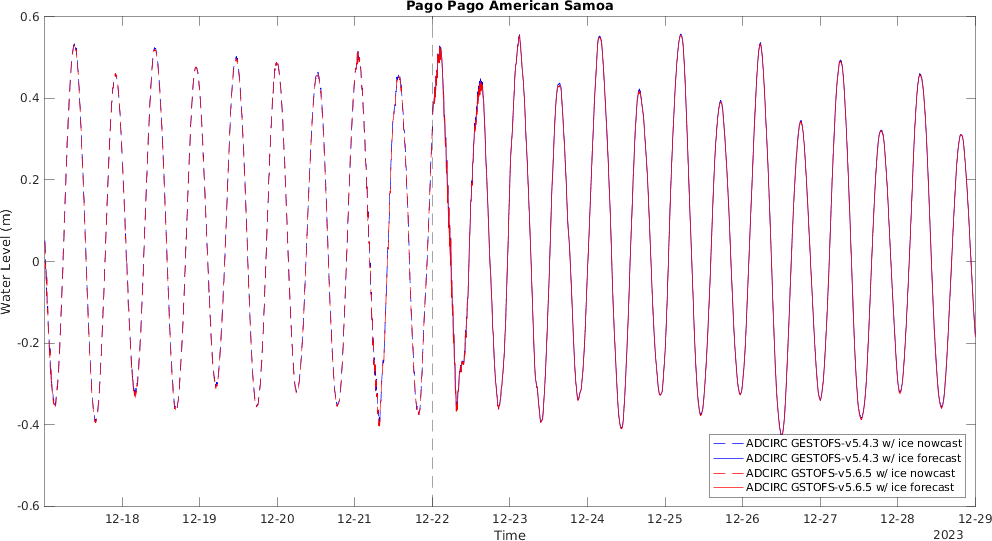 Pago Pago American Samoa
0.6
0.4
0.2
0
-0.2
-0.4
-0.6
Water Level (m)
12-18 12-19 12-20 12-21 12-22 12-23 12-24 12-25 12-26 12-27 12-28 12-29
Time
2023
ADCIRC GESTOFS-v5.4.3 w/ ice nowcast
ADCIRC GESTOFS-v5.4.3 w/ ice forecast
ADCIRC GSTOFS-v5.6.5 w/ ice nowcast
ADCIRC GSTOFS-v5.6.5 w/ ice forecast